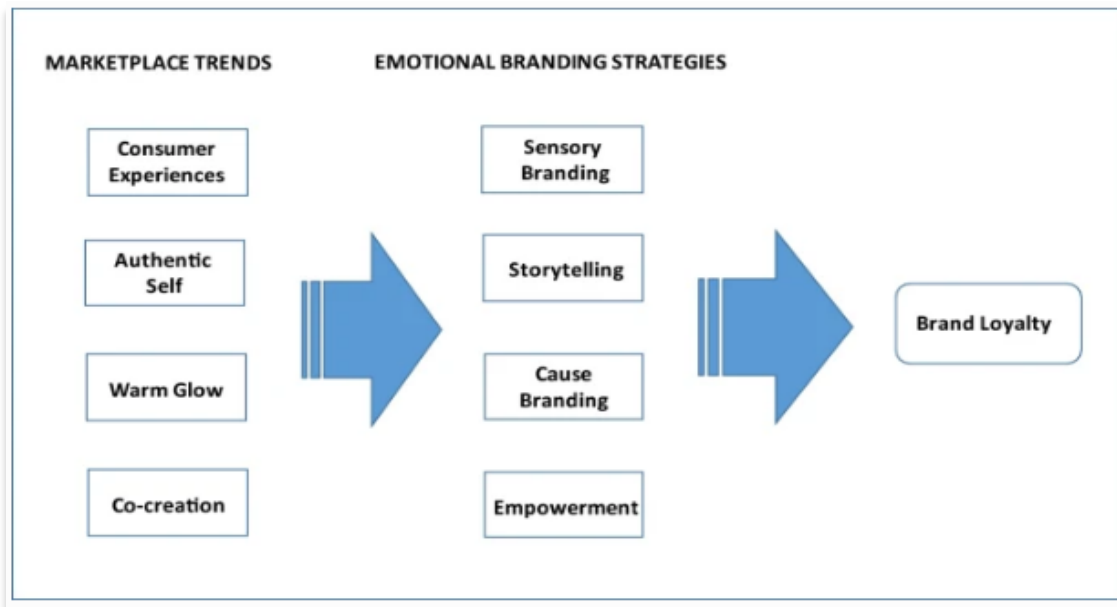 MARKETPLACE TRENDS
EMOTIONAL BRANDING STRATEGIES
Consumer
Experiences
Sensory
Branding
Authentic
Self
Storytelling
Brand Loyalty
Warm Glow
Cause
Branding
Co-creation
Empowerment